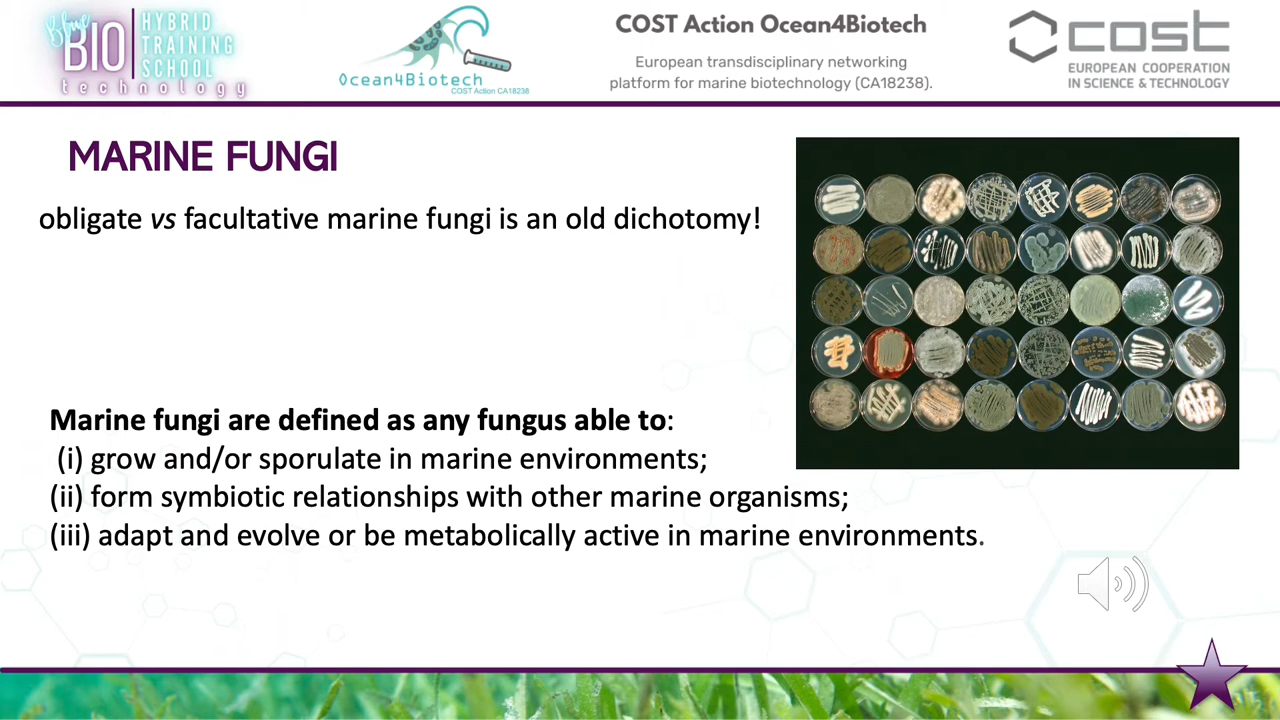 Blue
BIO
HYBRID
TRAINING
SCHOOL
technology
Ocean4Biotech
COST Action CA18238
COST Action Ocean4Biotech
European transdisciplinary networking
platform for marine biotechnology (CA18238).
cost
EUROPEAN COOPERATION
IN SCIENCE & TECHNOLOGY
MARINE FUNGI
obligate vs facultative marine fungi is an old dichotomy!
Marine fungi are defined as any fungus able to:
(i) grow and/or sporulate in marine environments;
(ii) form symbiotic relationships with other marine organisms;
(iii) adapt and evolve or be metabolically active in marine environments.